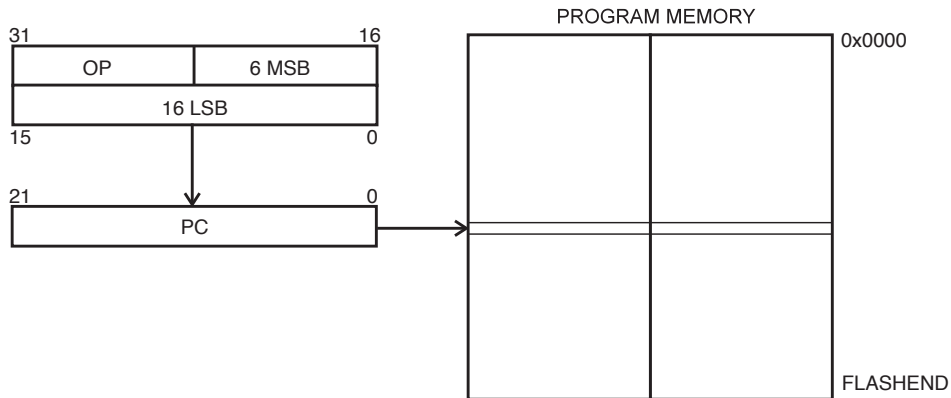 PROGRAM MEMORY
31 16
0x0000
OP 6 MSB
16 LSB
15 0
21 0
PC
FLASHEND